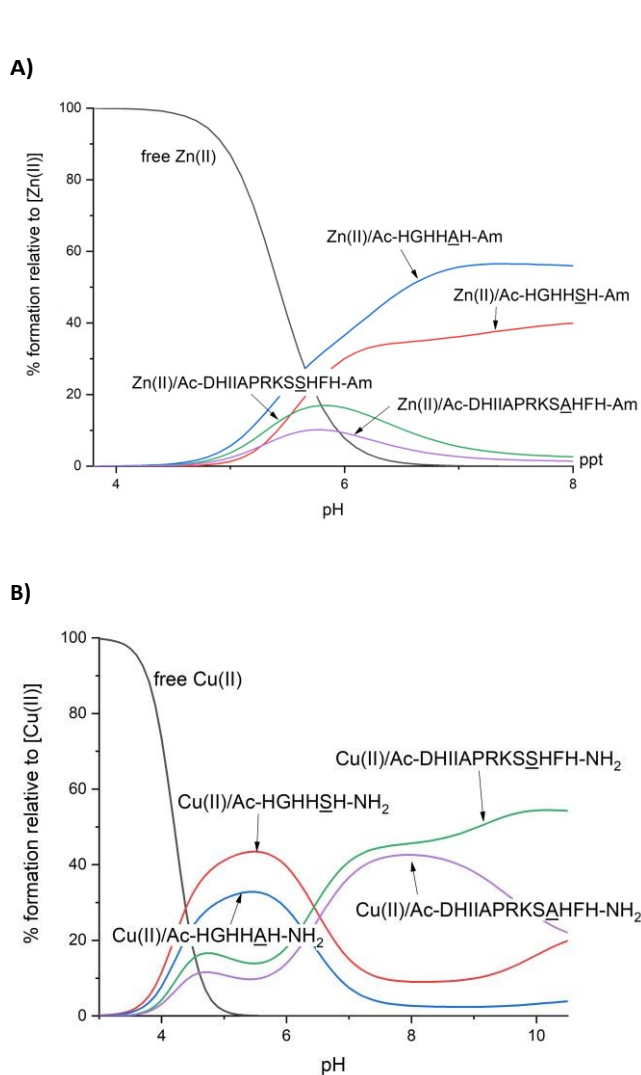 A)
% formation relative to [Zn(II)]
100
80
60
40
20
0
free Zn(II)
Zn(II)/Ac-HGHHAH-Am
Zn(II)/Ac-HGHHSH-Am
Zn(II)/Ac-DHIIAPRKSSHFH-Am
Zn(II)/Ac-DHIIAPRKSAHFH-Am
ppt
4
6
8
pH
B)
% formation relative to [Cu(II)]
100
80
60
40
20
0
free Cu(II)
Cu(II)/Ac-DHIIAPRKSSHFH-NH₂
Cu(II)/Ac-HGHHSH-NH₂
Cu(II)/Ac-DHIIAPRKSAHFH-NH₂
Cu(II)/Ac-HGHHAH-NH₂
4
6
8
10
pH